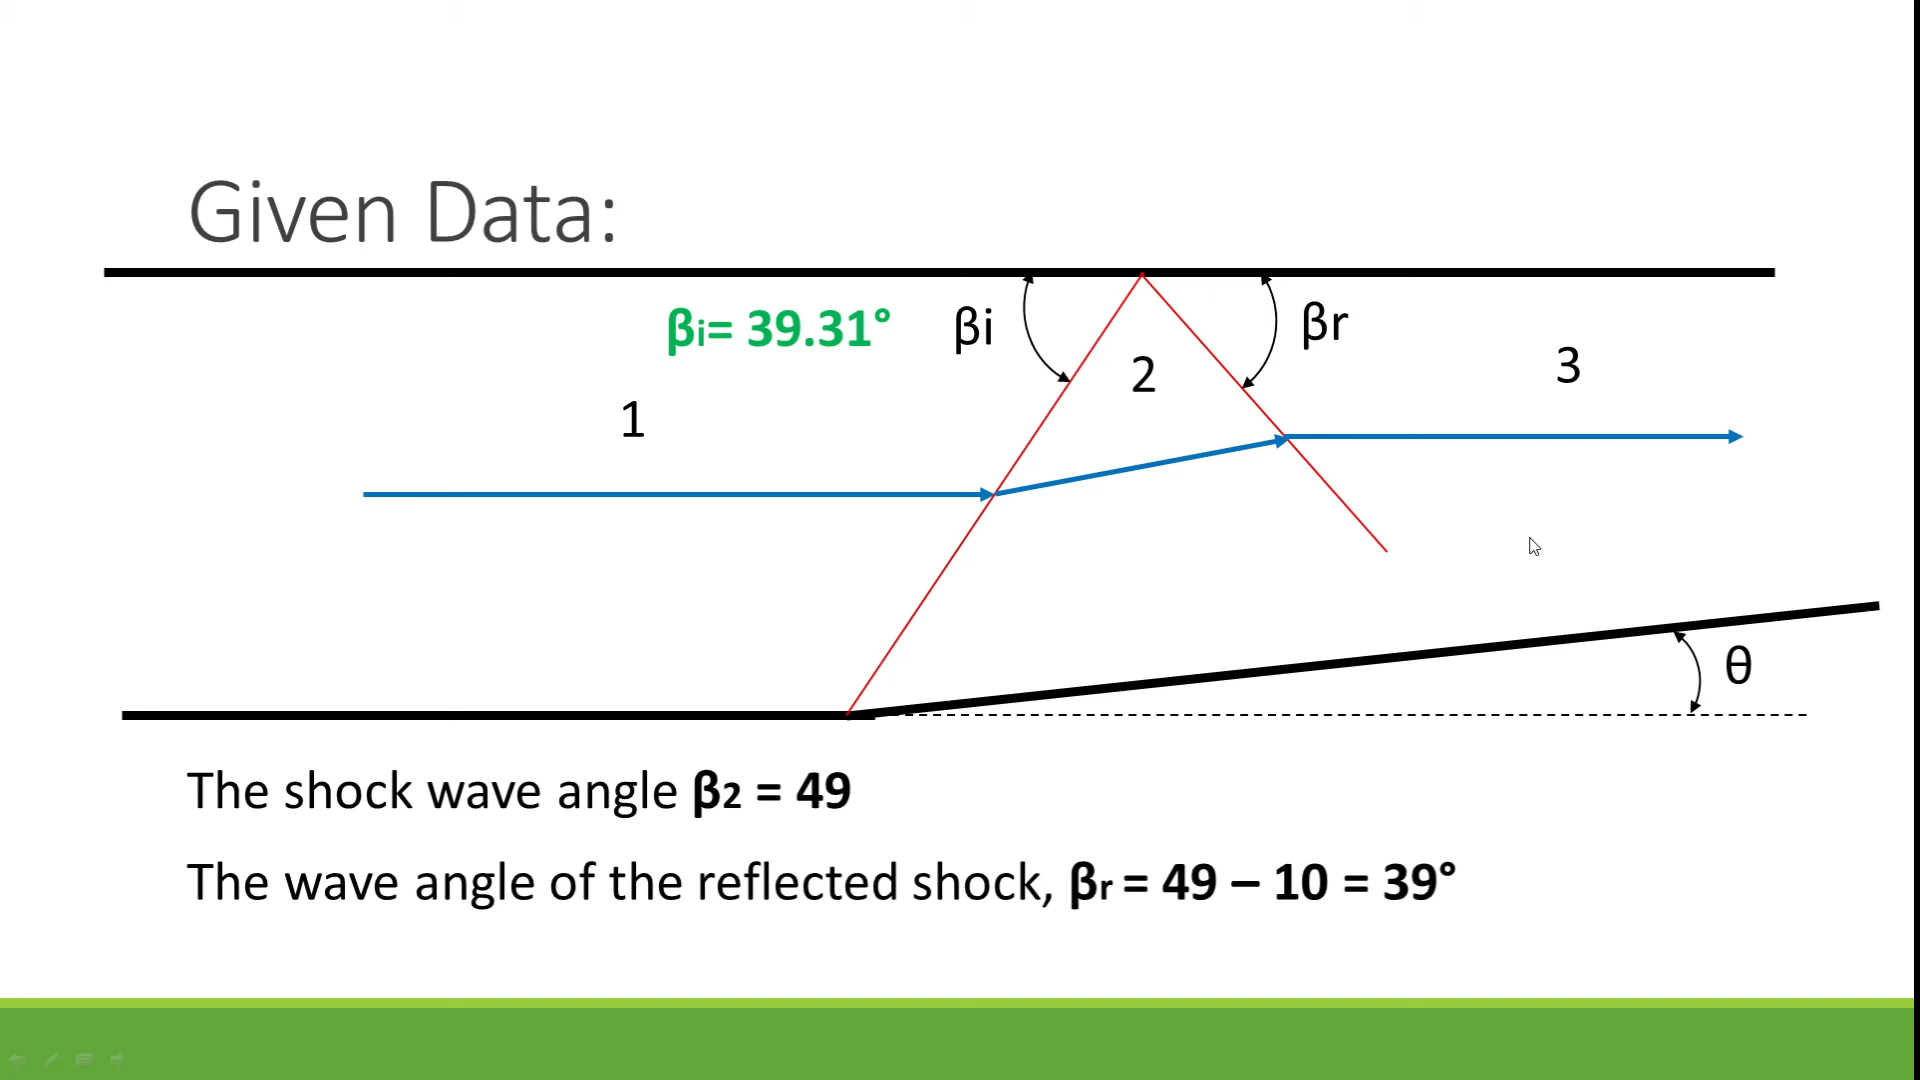 Given Data:
βi= 39.31°
βi
βr
2
3
1
θ
The shock wave angle β2 = 49
The wave angle of the reflected shock, βr = 49 – 10 = 39°